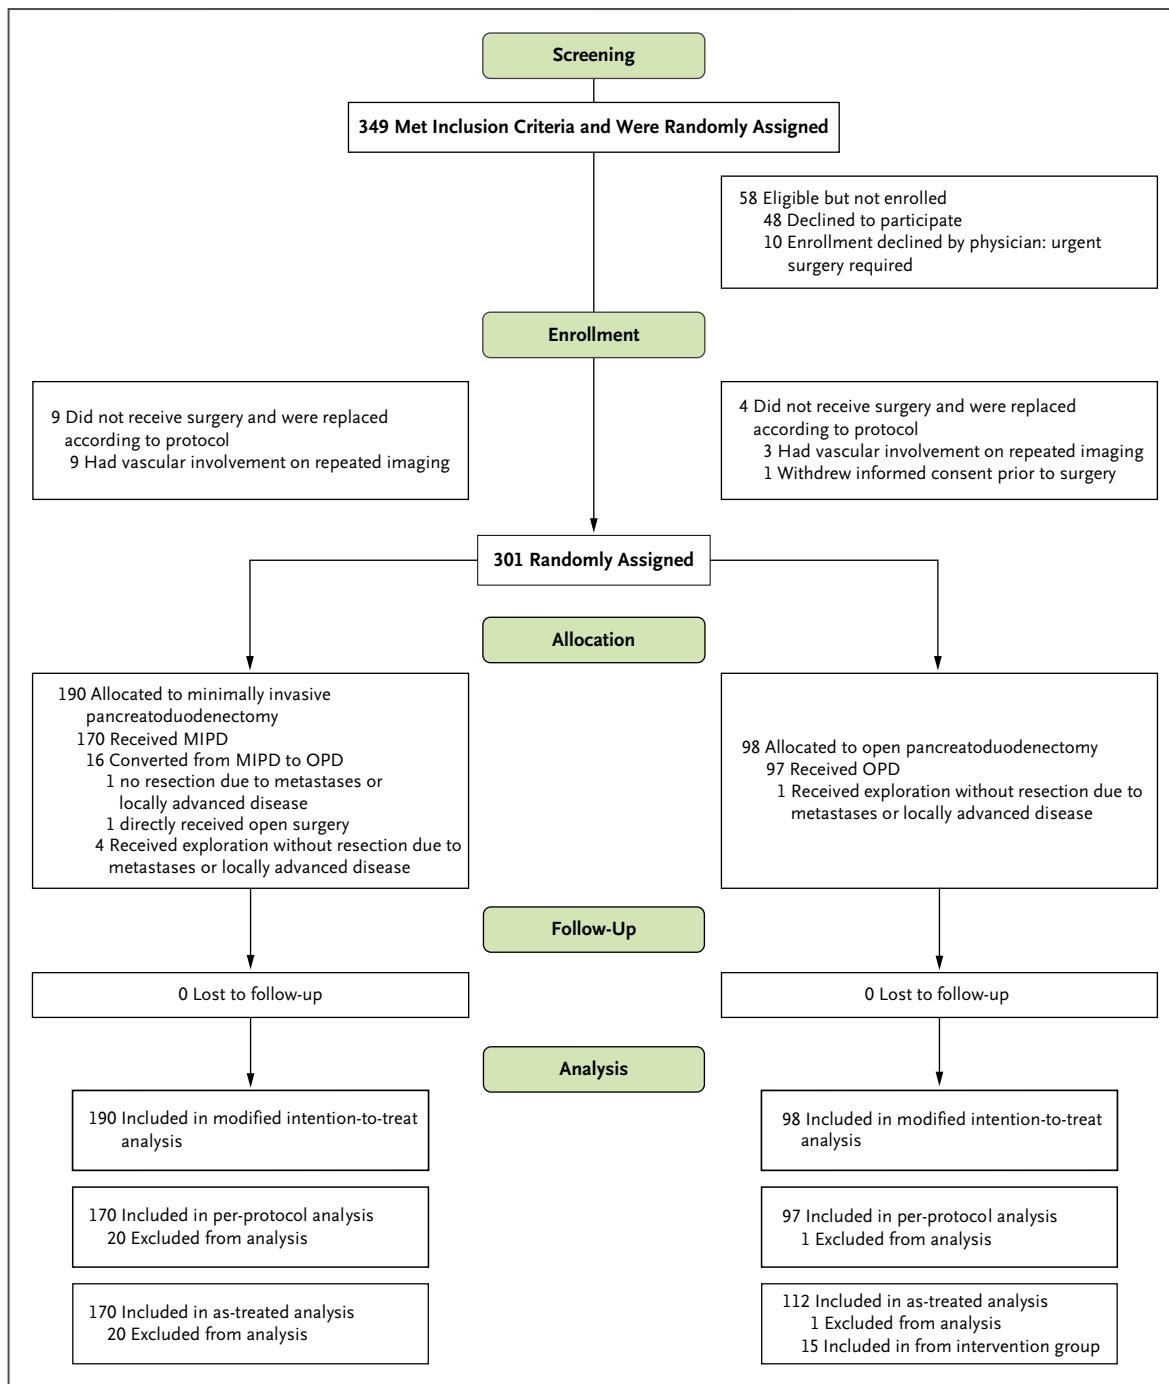 Screening
349 Met Inclusion Criteria and Were Randomly Assigned
58 Eligible but not enrolled
48 Declined to participate
10 Enrollment declined by physician: urgent
surgery required
Enrollment
9 Did not receive surgery and were replaced
according to protocol
9 Had vascular involvement on repeated imaging
4 Did not receive surgery and were replaced
according to protocol
3 Had vascular involvement on repeated imaging
1 Withdrew informed consent prior to surgery
301 Randomly Assigned
Allocation
190 Allocated to minimally invasive
pancreatoduodenectomy
170 Received MIPD
16 Converted from MIPD to OPD
1 no resection due to metastases or
locally advanced disease
1 directly received open surgery
4 Received exploration without resection due to
metastases or locally advanced disease
98 Allocated to open pancreatoduodenectomy
97 Received OPD
1 Received exploration without resection due to
metastases or locally advanced disease
Follow-Up
0 Lost to follow-up
0 Lost to follow-up
Analysis
190 Included in modified intention-to-treat
analysis
98 Included in modified intention-to-treat
analysis
170 Included in per-protocol analysis
20 Excluded from analysis
97 Included in per-protocol analysis
1 Excluded from analysis
170 Included in as-treated analysis
20 Excluded from analysis
112 Included in as-treated analysis
1 Excluded from analysis
15 Included in from intervention group